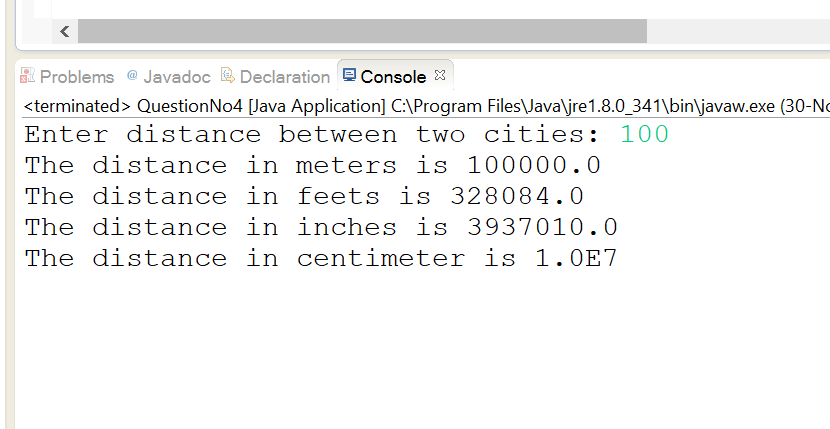 Problems @ Javadoc Declaration Console
<terminated> QuestionNo4 [Java Application] C:\Program Files\Java\jre1.8.0_341\bin\javaw.exe (30-No
Enter distance between two cities: 100
The distance in meters is 100000.0
The distance in feets is 328084.0
The distance in inches is 3937010.0
The distance in centimeter is 1.0E7